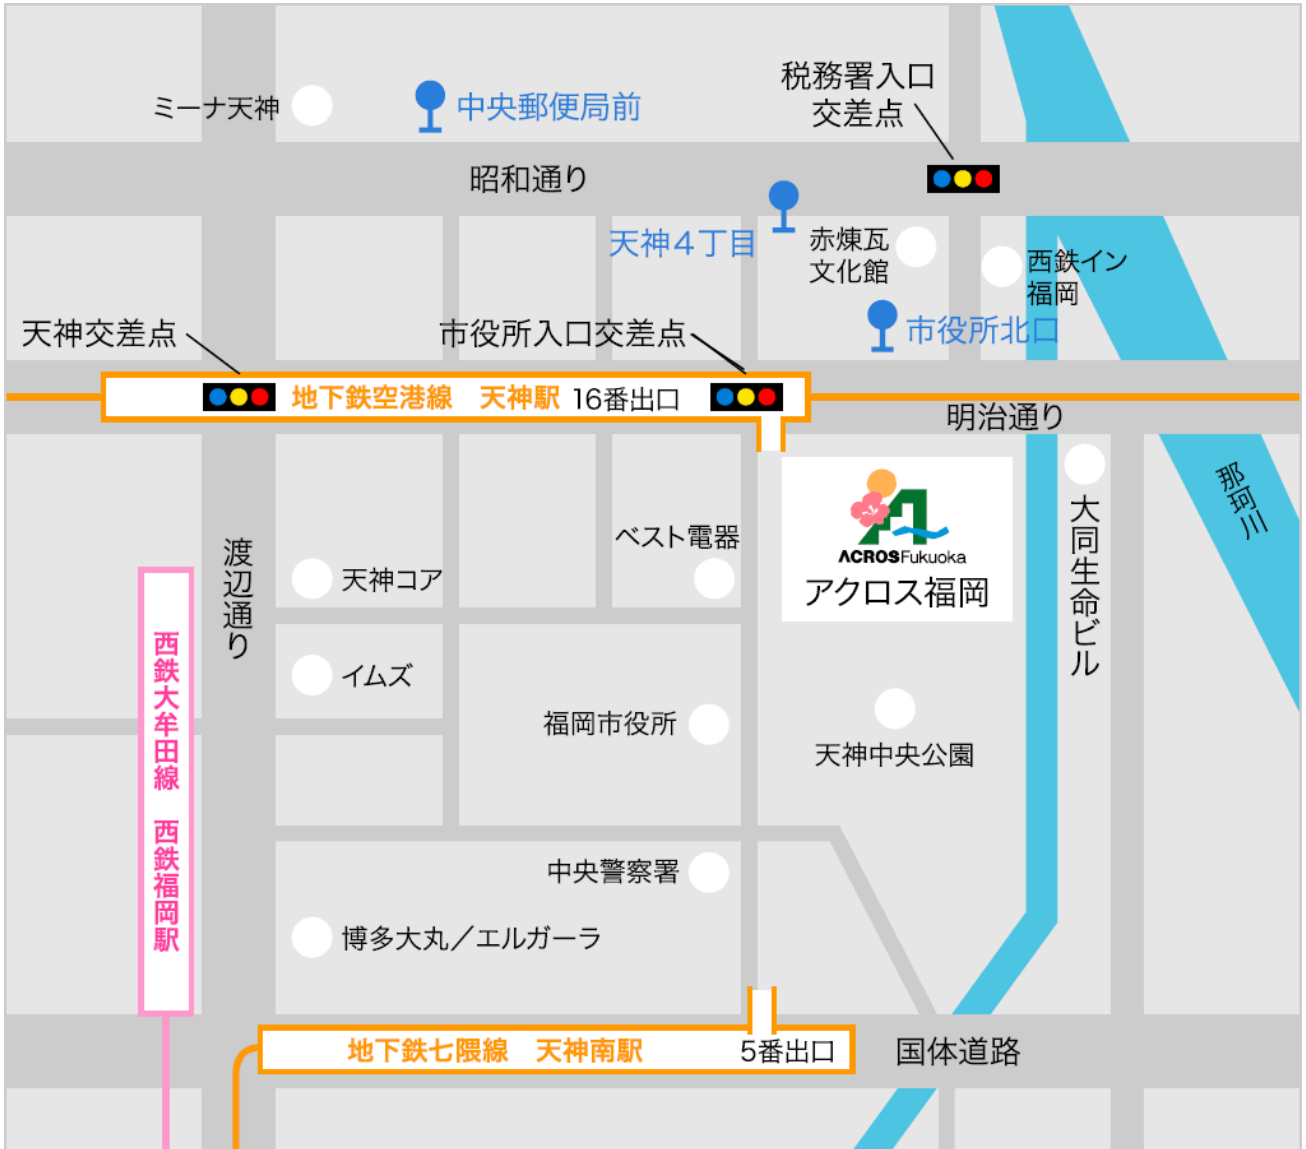 税務署入口
交差点
ミーナ天神
中央郵便局前
昭和通り
天神4丁目
赤煉瓦
文化館
西鉄イン
福岡
市役所北口
天神交差点
市役所入口交差点
地下鉄空港線　天神駅 16番出口
明治通り
那珂川
ACROS Fukuoka
アクロス福岡
大同生命ビル
ベスト電器
渡辺通り
天神コア
イムズ
西鉄大牟田線　西鉄福岡駅
福岡市役所
天神中央公園
中央警察署
博多大丸／エルガーラ
地下鉄七隈線　天神南駅 5番出口
国体道路